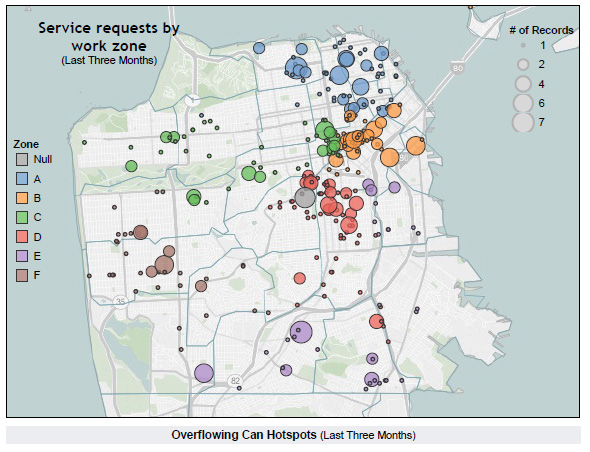 Service requests by
work zone
(Last Three Months)
# of Records
1
2
4
6
7
80
Zone
Null
A
B
C
D
E
F
35
82
Overflowing Can Hotspots (Last Three Months)